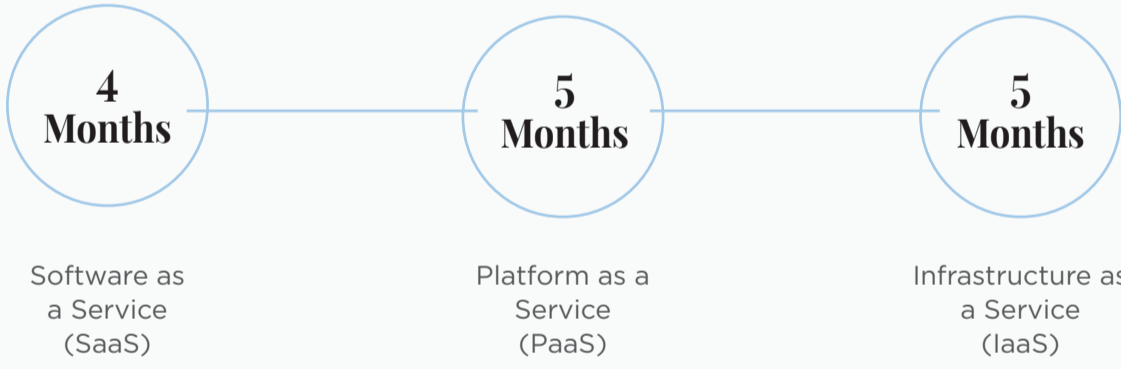 4
Months
5
Months
5
Months
Software as
a Service
(SaaS)
Platform as a
Service
(PaaS)
Infrastructure as
a Service
(IaaS)